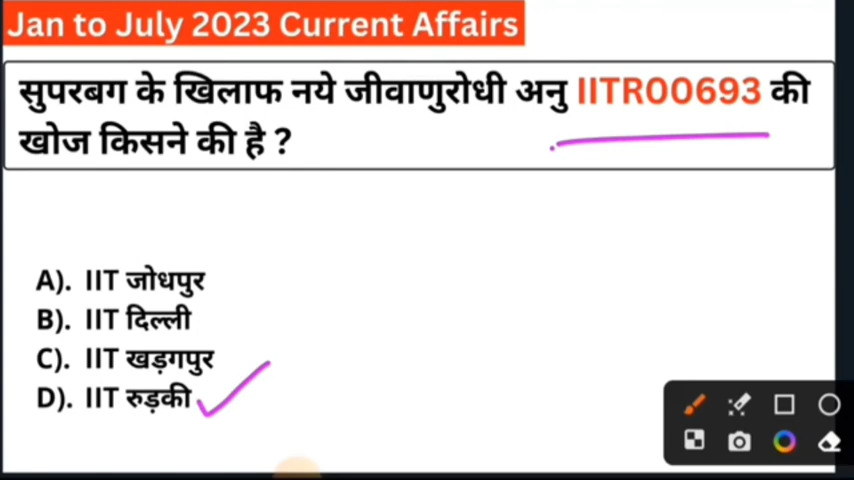 Jan to July 2023 Current Affairs
सुपरबग के खिलाफ नये जीवाणुरोधी अनु IITR00693 की
खोज किसने की है ?
A). IIT जोधपुर
B). IIT दिल्ली
C). IIT खड़गपुर
D). IIT रुड़की